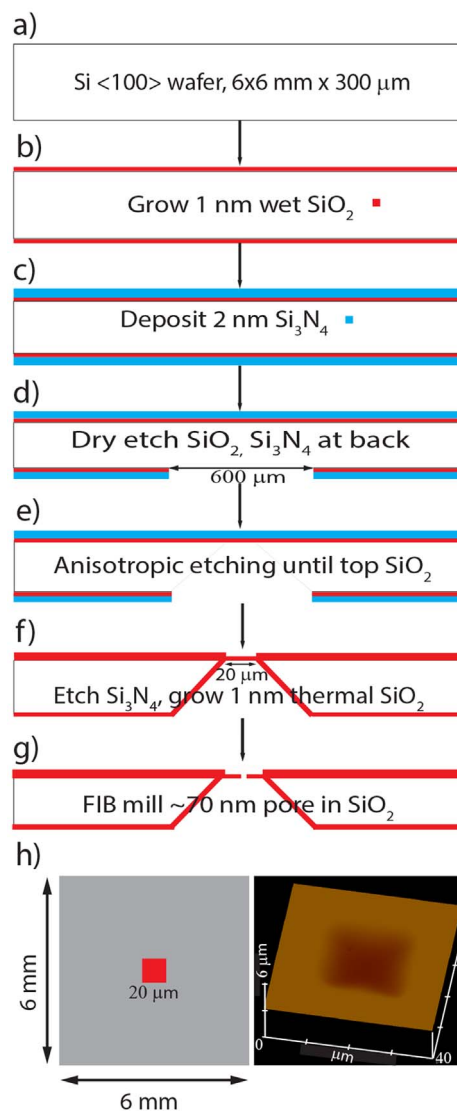 a)
Si <100> wafer, 6x6 mm x 300 μm
b)
Grow 1 nm wet SiO₂
c)
Deposit 2 nm Si₃N₄
d)
Dry etch SiO₂, Si₃N₄ at back
600 μm
e)
Anisotropic etching until top SiO₂
f)
20 μm
Etch Si₃N₄, grow 1 nm thermal SiO₂
g)
FIB mill ~70 nm pore in SiO₂
h)
6 mm
20 μm
6 mm
6 μm
0
μm
40